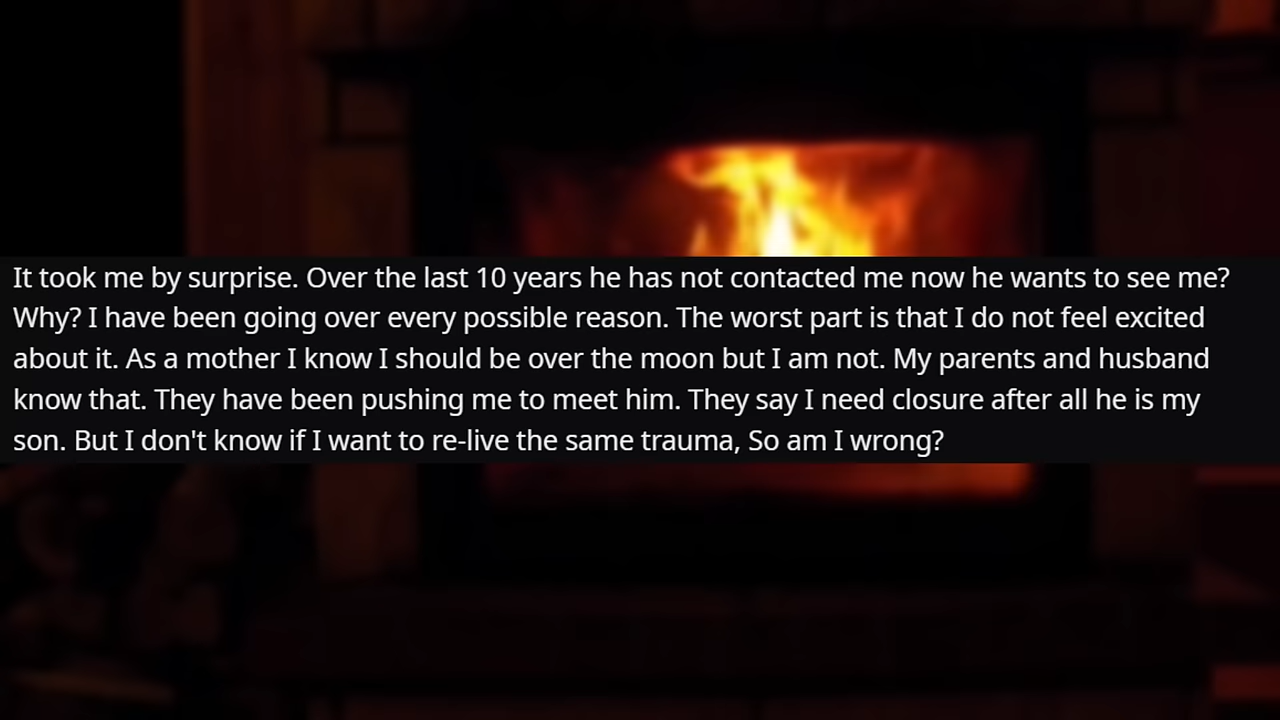 It took me by surprise. Over the last 10 years he has not contacted me now he wants to see me?
Why? I have been going over every possible reason. The worst part is that I do not feel excited
about it. As a mother I know I should be over the moon but I am not. My parents and husband
know that. They have been pushing me to meet him. They say I need closure after all he is my
son. But I don't know if I want to re-live the same trauma, So am I wrong?